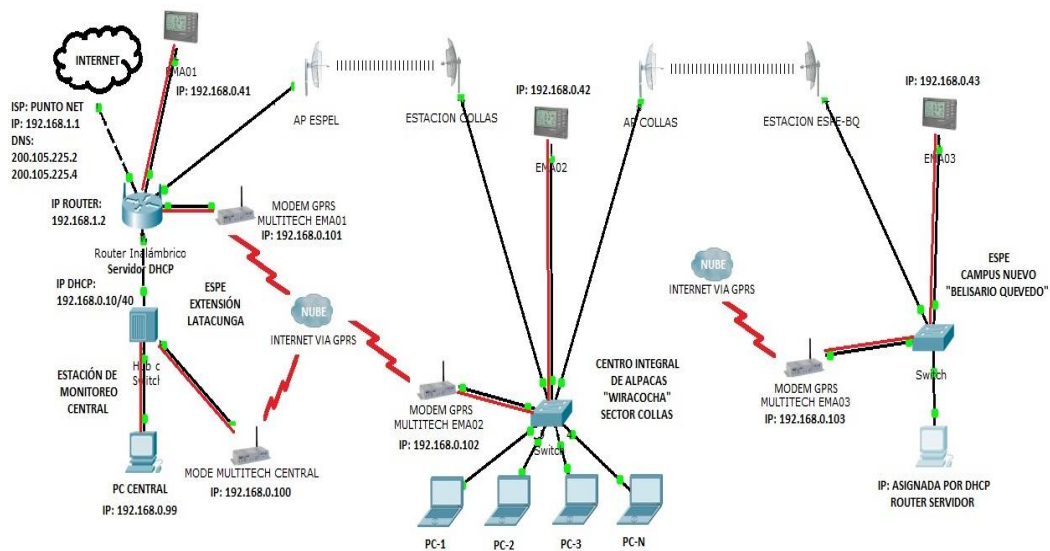 INTERNET
EMA01
IP: 192.168.0.41
ISP: PUNTO NET
IP: 192.168.1.1
DNS:
200.105.225.2
200.105.225.4
AP ESPEL
ESTACION COLLAS
IP: 192.168.0.42
EMA02
AP COLLAS
ESTACION ESPE-BQ
IP: 192.168.0.43
EMA03
IP ROUTER:
192.168.1.2
Router Inalámbrico
Servidor DHCP
MODEM GPRS
MULTITECH EMA01
IP: 192.168.0.101
IP DHCP:
192.168.0.10/40
ESPE
EXTENSIÓN
LATACUNGA
NUBE
INTERNET VIA GPRS
Hub o
Switch
ESTACIÓN DE
MONITOREO
CENTRAL
PC CENTRAL
IP: 192.168.0.99
MODE MULTITECH CENTRAL
IP: 192.168.0.100
MODEM GPRS
MULTITECH EMA02
IP: 192.168.0.102
Switch
CENTRO INTEGRAL
DE ALPACAS
"WIRACOCHA"
SECTOR COLLAS
PC-1
PC-2
PC-3
PC-N
NUBE
INTERNET VIA GPRS
MODEM GPRS
MULTITECH EMA03
IP: 192.168.0.103
ESPE
CAMPUS NUEVO
"BELISARIO QUEVEDO"
Switch
IP: ASIGNADA POR DHCP
ROUTER SERVIDOR